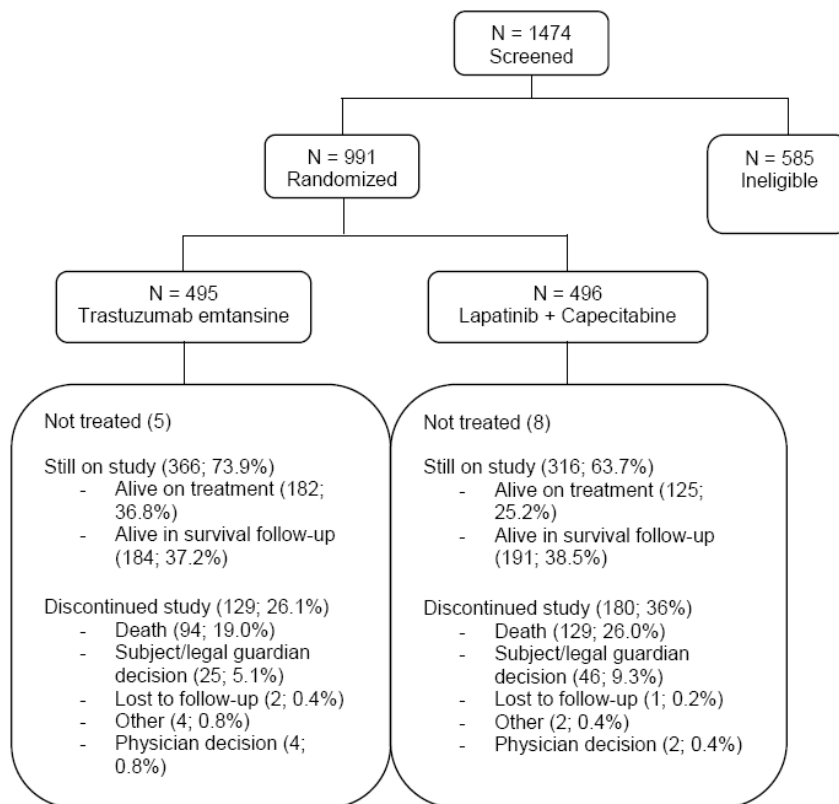 N = 1474
Screened
N = 991
Randomized
N = 585
Ineligible
N = 495
Trastuzumab emtansine
N = 496
Lapatinib + Capecitabine
Not treated (5)
Still on study (366; 73.9%)
- Alive on treatment (182;
36.8%)
- Alive in survival follow-up
(184; 37.2%)
Discontinued study (129; 26.1%)
- Death (94; 19.0%)
- Subject/legal guardian
decision (25; 5.1%)
- Lost to follow-up (2; 0.4%)
- Other (4; 0.8%)
- Physician decision (4;
0.8%)
Not treated (8)
Still on study (316; 63.7%)
- Alive on treatment (125;
25.2%)
- Alive in survival follow-up
(191; 38.5%)
Discontinued study (180; 36%)
- Death (129; 26.0%)
- Subject/legal guardian
decision (46; 9.3%)
- Lost to follow-up (1; 0.2%)
- Other (2; 0.4%)
- Physician decision (2; 0.4%)